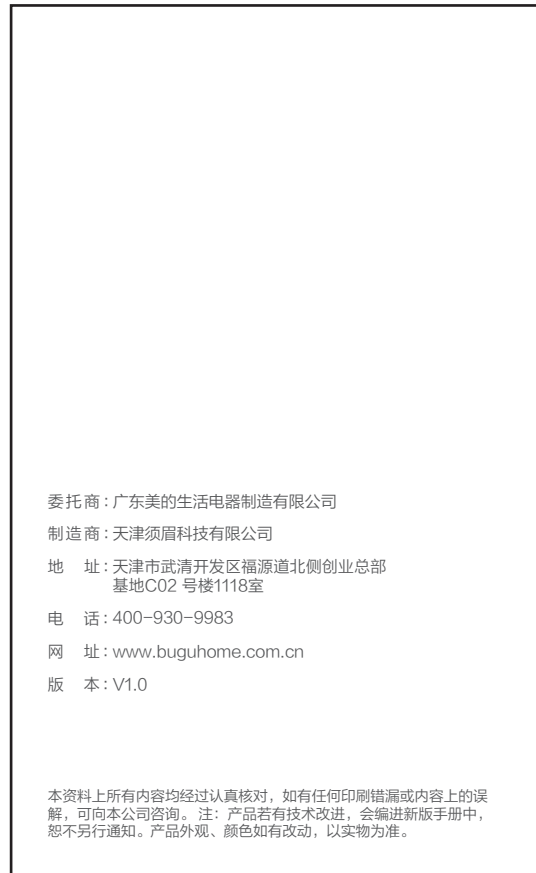 委托商：广东美的生活电器制造有限公司
制造商：天津须眉科技有限公司
地　址：天津市武清开发区福源道北侧创业总部
基地C02 号楼1118室
电　话：400-930-9983
网　址：www.buguhome.com.cn
版　本：V1.0
本资料上所有内容均经过认真核对，如有任何印刷错漏或内容上的误
解，可向本公司咨询。注：产品若有技术改进，会编进新版手册中，
恕不另行通知。产品外观、颜色如有改动，以实物为准。